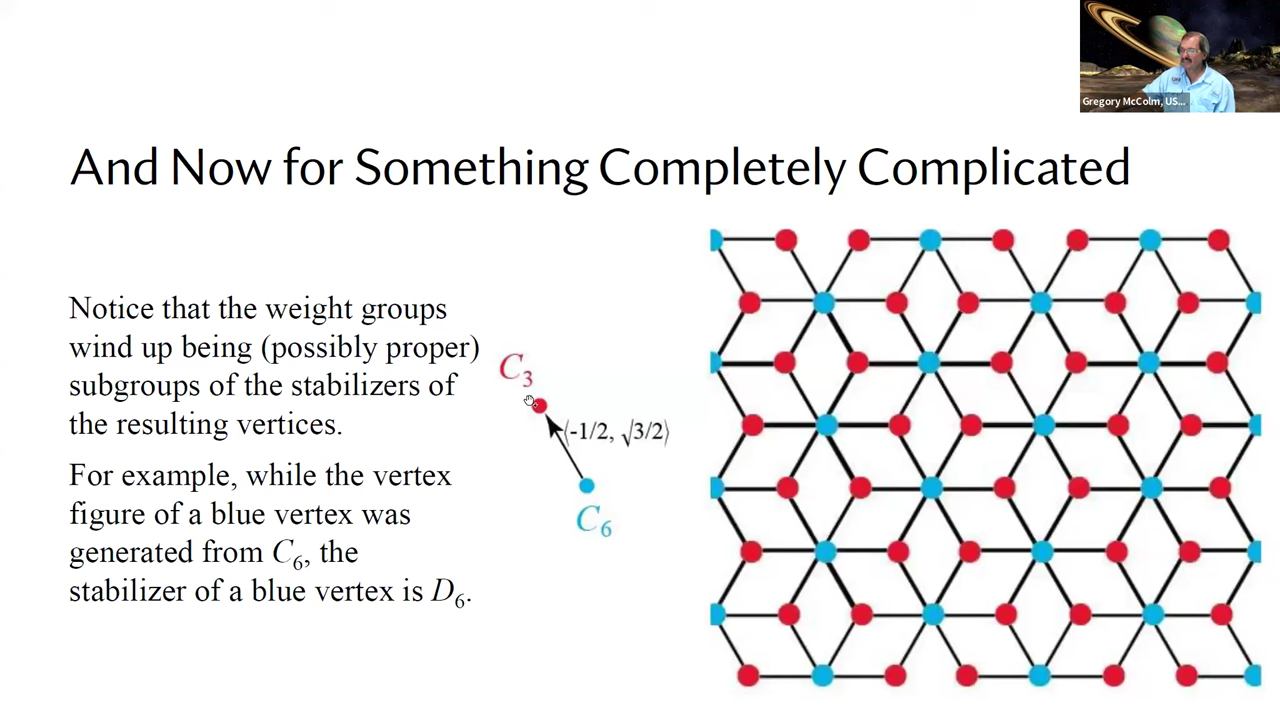 Gregory McColm, US...
And Now for Something Completely Complicated
Notice that the weight groups
wind up being (possibly proper)
subgroups of the stabilizers of
the resulting vertices.
For example, while the vertex
figure of a blue vertex was
generated from C₆, the
stabilizer of a blue vertex is D₆.
C₃
⟨-1/2, √3/2⟩
C₆